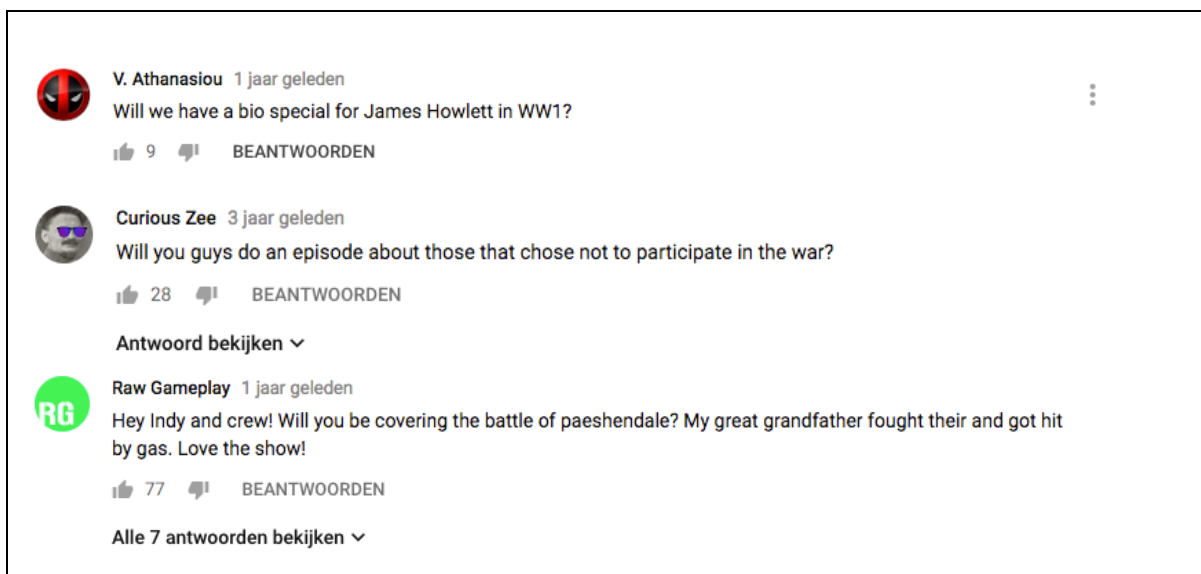 V. Athanasiou 1 jaar geleden
Will we have a bio special for James Howlett in WW1?
9 BEANTWOORDEN
Curious Zee 3 jaar geleden
Will you guys do an episode about those that chose not to participate in the war?
28 BEANTWOORDEN
Antwoord bekijken
RG
Raw Gameplay 1 jaar geleden
Hey Indy and crew! Will you be covering the battle of paeshendale? My great grandfather fought their and got hit
by gas. Love the show!
77 BEANTWOORDEN
Alle 7 antwoorden bekijken